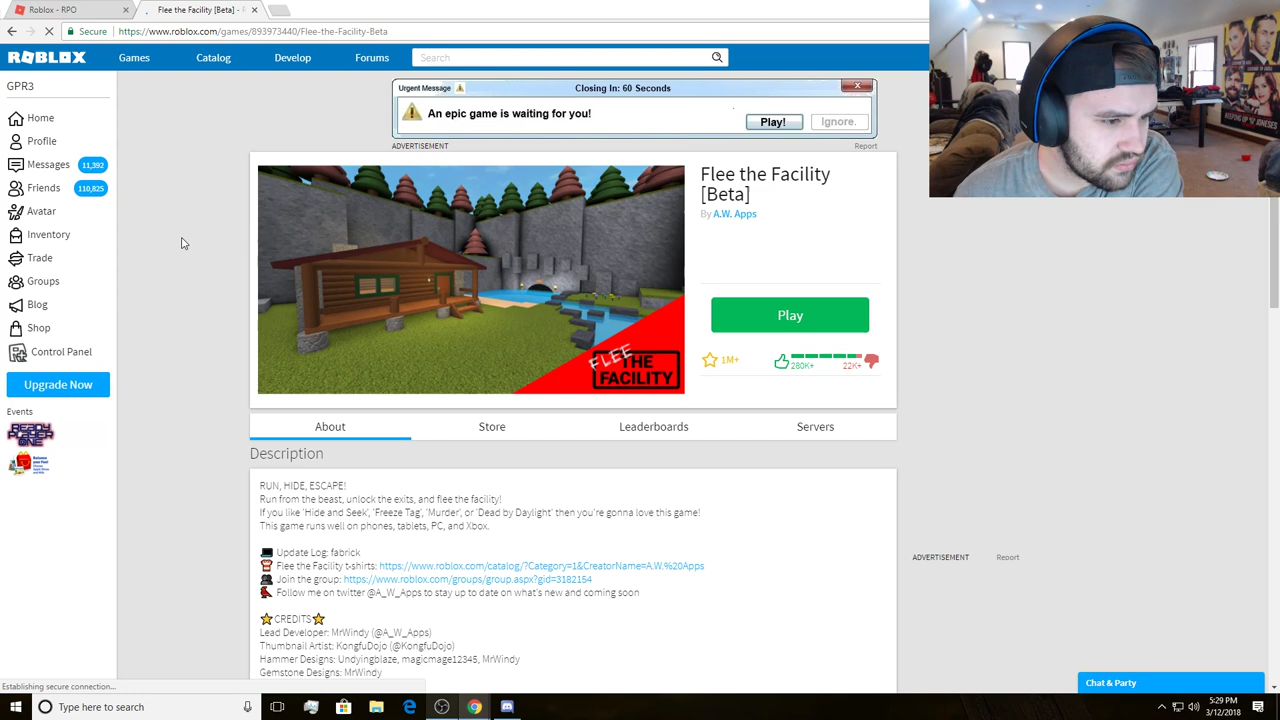 Roblox - RPO
Flee the Facility [Beta] -
Secure
https://www.roblox.com/games/893973440/Flee-the-Facility-Beta
ROBLOX
Games
Catalog
Develop
Forums
Search
GPR3
Home
Profile
Messages 11,392
Friends 110,825
Avatar
Inventory
Trade
Groups
Blog
Shop
Control Panel
Upgrade Now
Events
READY
PLAYER
ONE
Urgent Message
Closing In: 60 Seconds
An epic game is waiting for you!
Play!
Ignore.
ADVERTISEMENT
Report
FLEE
THE
FACILITY
Flee the Facility
[Beta]
By A.W. Apps
Play
1M+
280K+
22K+
About
Store
Leaderboards
Servers
Description
RUN, HIDE, ESCAPE!
Run from the beast, unlock the exits, and flee the facility!
If you like 'Hide and Seek', 'Freeze Tag', 'Murder', or 'Dead by Daylight' then you're gonna love this game!
This game runs well on phones, tablets, PC, and Xbox.
Update Log: fabrick
Flee the Facility t-shirts: https://www.roblox.com/catalog/?Category=1&CreatorName=A.W.%20Apps
Join the group: https://www.roblox.com/groups/group.aspx?gid=3182154
Follow me on twitter @A_W_Apps to stay up to date on what's new and coming soon
CREDITS
Lead Developer: MrWindy (@A_W_Apps)
Thumbnail Artist: KongfuDojo (@KongfuDojo)
Hammer Designs: Undyingblaze, magicmage12345, MrWindy
Gemstone Designs: MrWindy
ADVERTISEMENT
Report
KEEPING UP WITH THE JONESES
Establishing secure connection...
Chat & Party
Type here to search
5:29 PM
3/12/2018